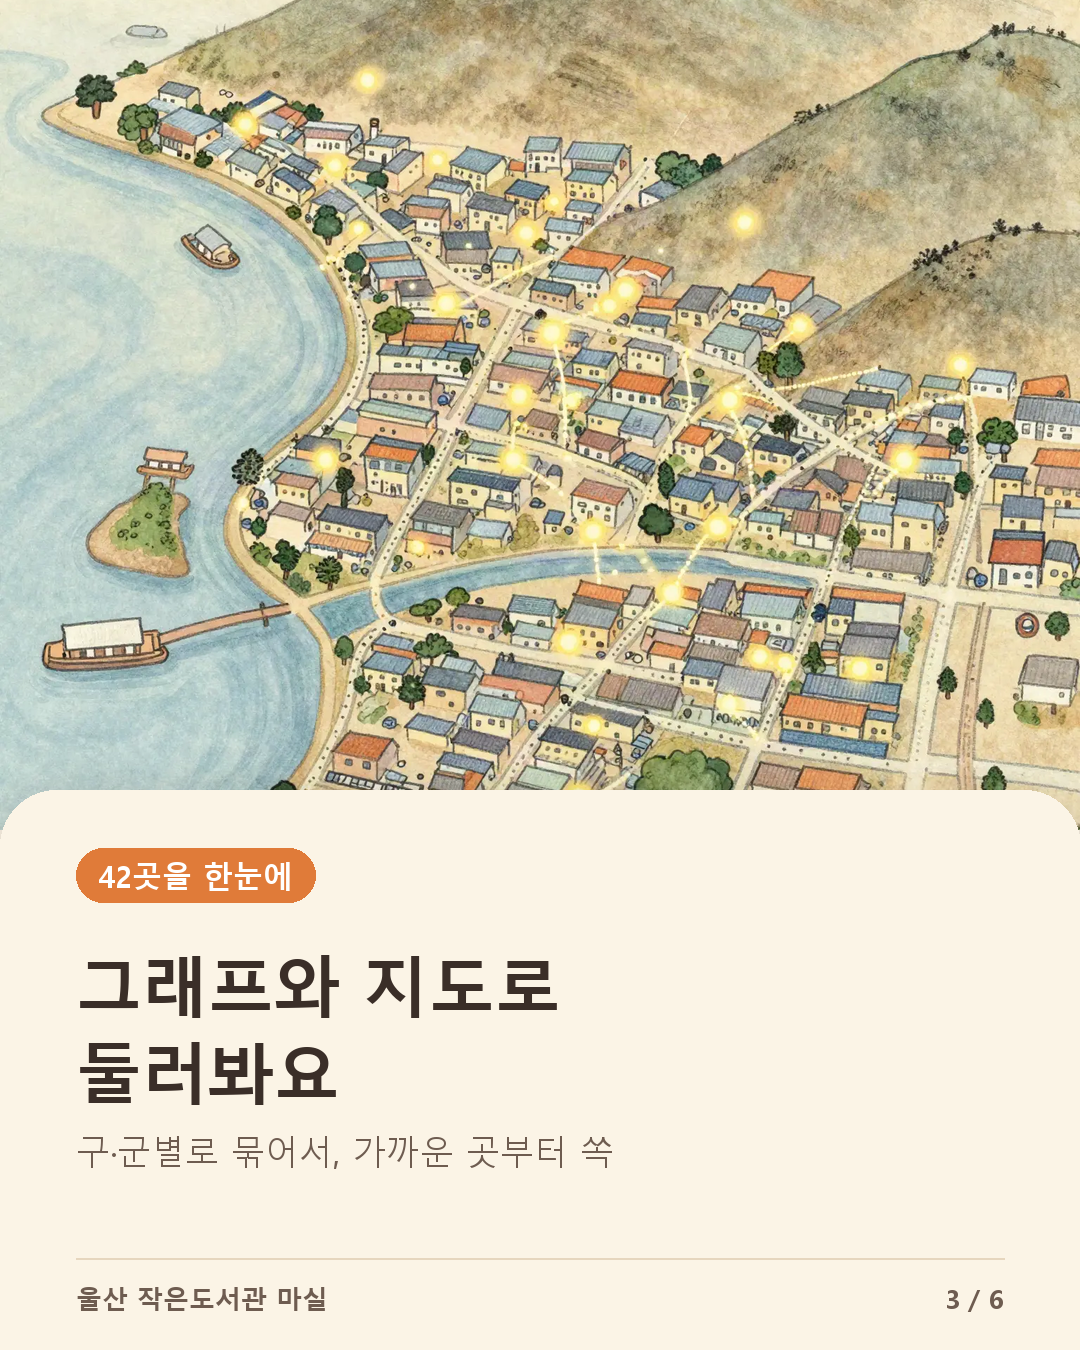 42곳을 한눈에
그래프와 지도로
둘러봐요
구·군별로 묶어서, 가까운 곳부터 쏙
울산 작은도서관 마실
3 / 6